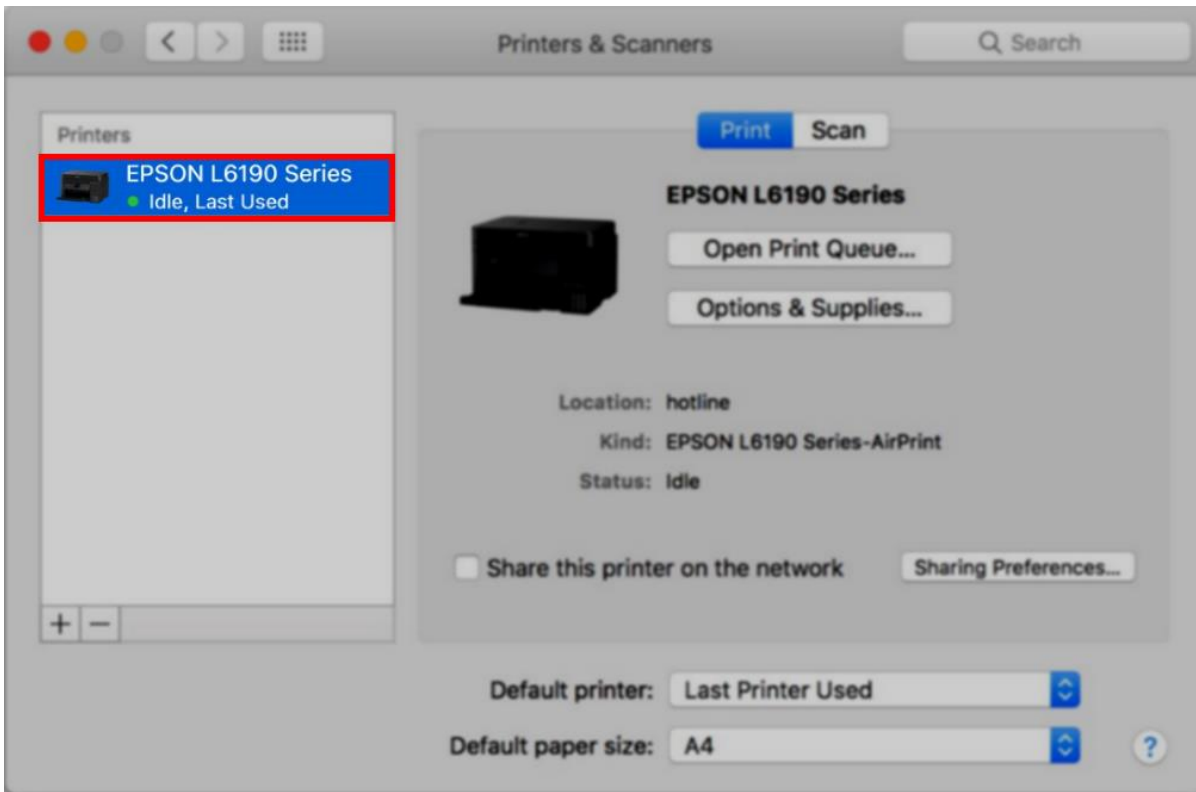 Printers & Scanners
Search
Printers
EPSON L6190 Series
Idle, Last Used
Print Scan
EPSON L6190 Series
Open Print Queue...
Options & Supplies...
Location: hotline
Kind: EPSON L6190 Series-AirPrint
Status: Idle
Share this printer on the network
Sharing Preferences...
+ −
Default printer: Last Printer Used
Default paper size: A4
?